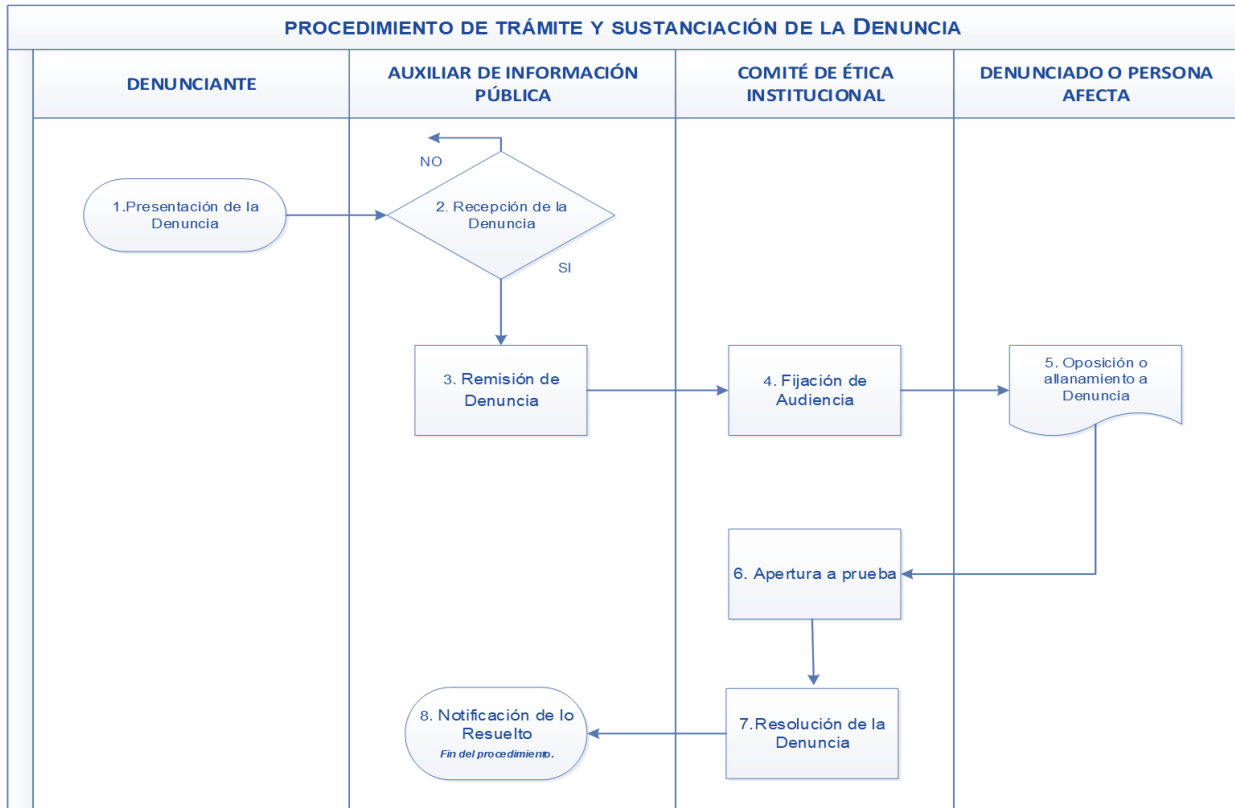 PROCEDIMIENTO DE TRÁMITE Y SUSTANCIACIÓN DE LA DENUNCIA
DENUNCIANTE
AUXILIAR DE INFORMACIÓN
PÚBLICA
COMITÉ DE ÉTICA
INSTITUCIONAL
DENUNCIADO O PERSONA
AFECTA
1.Presentación de la
Denuncia
NO
2. Recepción de la
Denuncia
SI
3. Remisión de
Denuncia
4. Fijación de
Audiencia
5. Oposición o
allanamiento a
Denuncia
6. Apertura a prueba
7.Resolución de la
Denuncia
8. Notificación de lo
Resuelto
Fin del procedimiento.